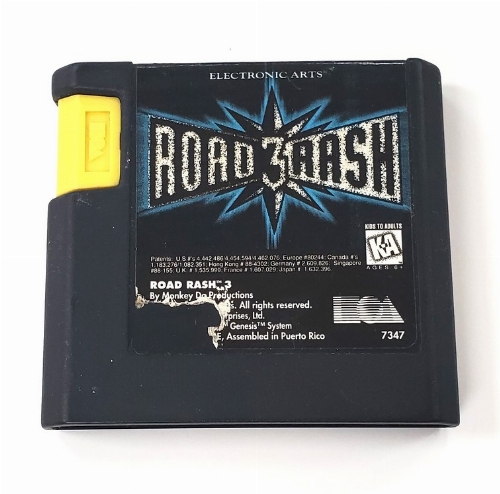 ELECTRONIC ARTS™
ROAD 3 RASH
KIDS TO ADULTS
K-A
AGES 6+
Patents: U.S.#'s 4,442,486/4,454,594/4,462,076; Europe #80244; Canada #'s
1,183,276/1,082,351; Hong Kong # 88-4302; Germany # 2,609,826; Singapore
#88-155; U.K. # 1,535,999; France # 1,607,029; Japan # 1,632,396
ROAD RASH™ 3
By Monkey Do Productions
All rights reserved.
rprises, Ltd.
Genesis™ System
E, Assembled in Puerto Rico
EOA
7347